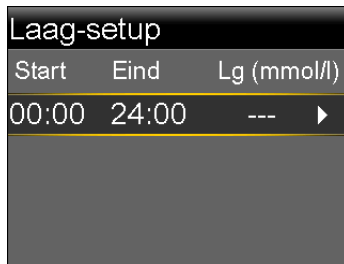 Laag-setup
Start Eind Lg (mmol/l)
00:00 24:00 ---